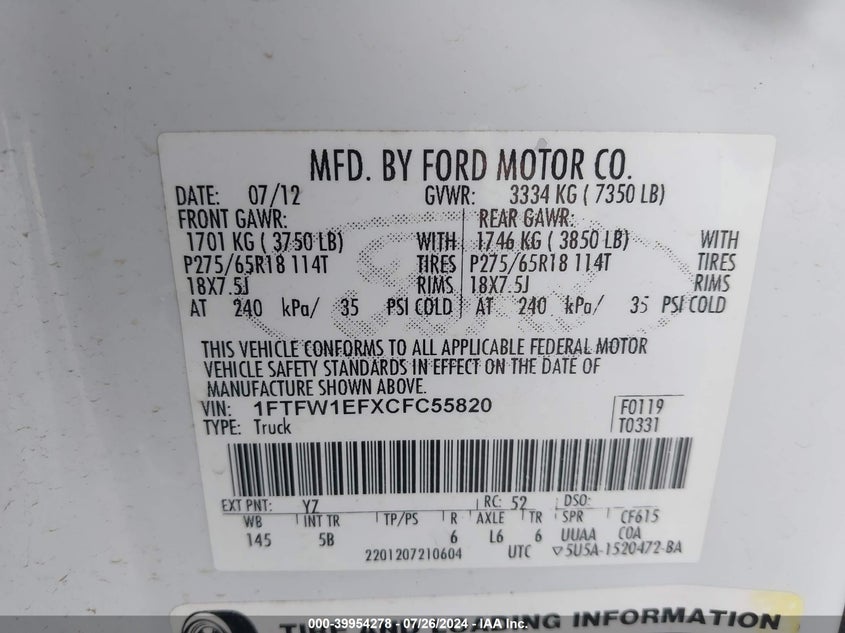 MFD. BY FORD MOTOR CO.
DATE: 07/12 GVWR: 3334 KG ( 7350 LB)
FRONT GAWR: REAR GAWR:
1701 KG ( 3750 LB) WITH 1746 KG ( 3850 LB) WITH
P275/65R18 114T TIRES P275/65R18 114T TIRES
18X7.5J RIMS 18X7.5J RIMS
AT 240 kPa/ 35 PSI COLD AT 240 kPa/ 35 PSI COLD
THIS VEHICLE CONFORMS TO ALL APPLICABLE FEDERAL MOTOR
VEHICLE SAFETY STANDARDS IN EFFECT ON THE DATE OF
MANUFACTURE SHOWN ABOVE.
VIN: 1FTFW1EFXCFC55820 F0119
TYPE: Truck T0331
EXT PNT: YZ RC: 52 DSO:
WB INT TR TP/PS R AXLE TR SPR CF615
145 5B 6 L6 6 UUAA COA
2201207210604 UTC ▽5U5A-1520472-BA
TIRE AND LOADING INFORMATION
000-39954278 - 07/26/2024 - IAA Inc.